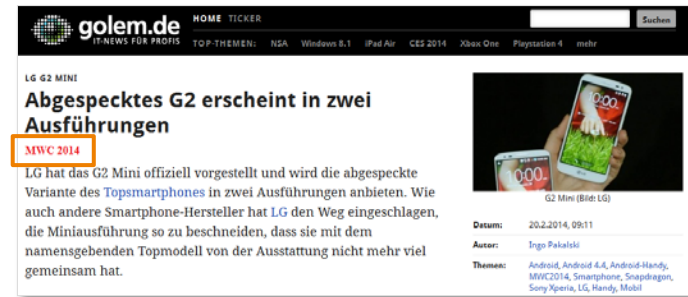 golem.de
IT-NEWS FÜR PROFIS
HOME TICKER
Suchen
TOP-THEMEN: NSA Windows 8.1 iPad Air CES 2014 Xbox One Playstation 4 mehr
LG G2 MINI
Abgespecktes G2 erscheint in zwei
Ausführungen
MWC 2014
LG hat das G2 Mini offiziell vorgestellt und wird die abgespeckte
Variante des Topsmartphones in zwei Ausführungen anbieten. Wie
auch andere Smartphone-Hersteller hat LG den Weg eingeschlagen,
die Miniausführung so zu beschneiden, dass sie mit dem
namensgebenden Topmodell von der Ausstattung nicht mehr viel
gemeinsam hat.
10:00
10:00
G2 Mini (Bild: LG)
Datum: 20.2.2014, 09:11
Autor: Ingo Pakalski
Themen: Android, Android 4.4, Android-Handy,
MWC2014, Smartphone, Snapdragon,
Sony Xperia, LG, Handy, Mobil